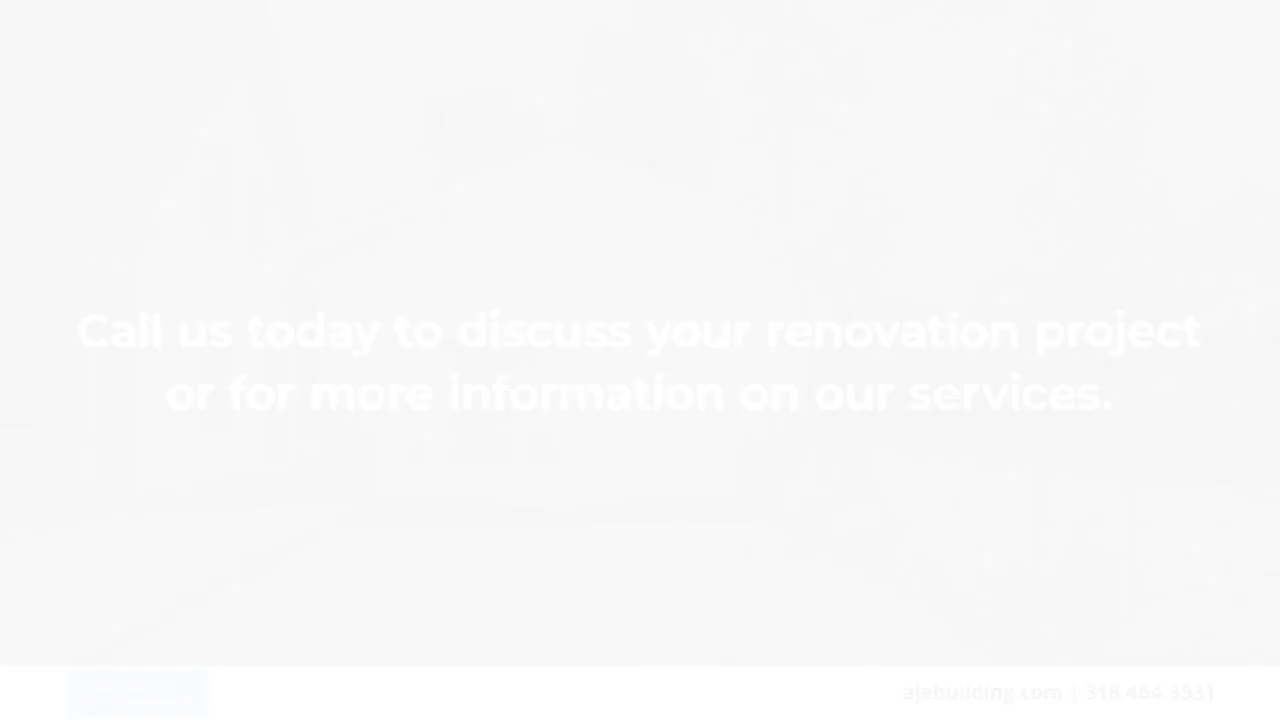 Call us today to discuss your renovation project
or for more information on our services.
ajebuilding.com | 316.464.3531